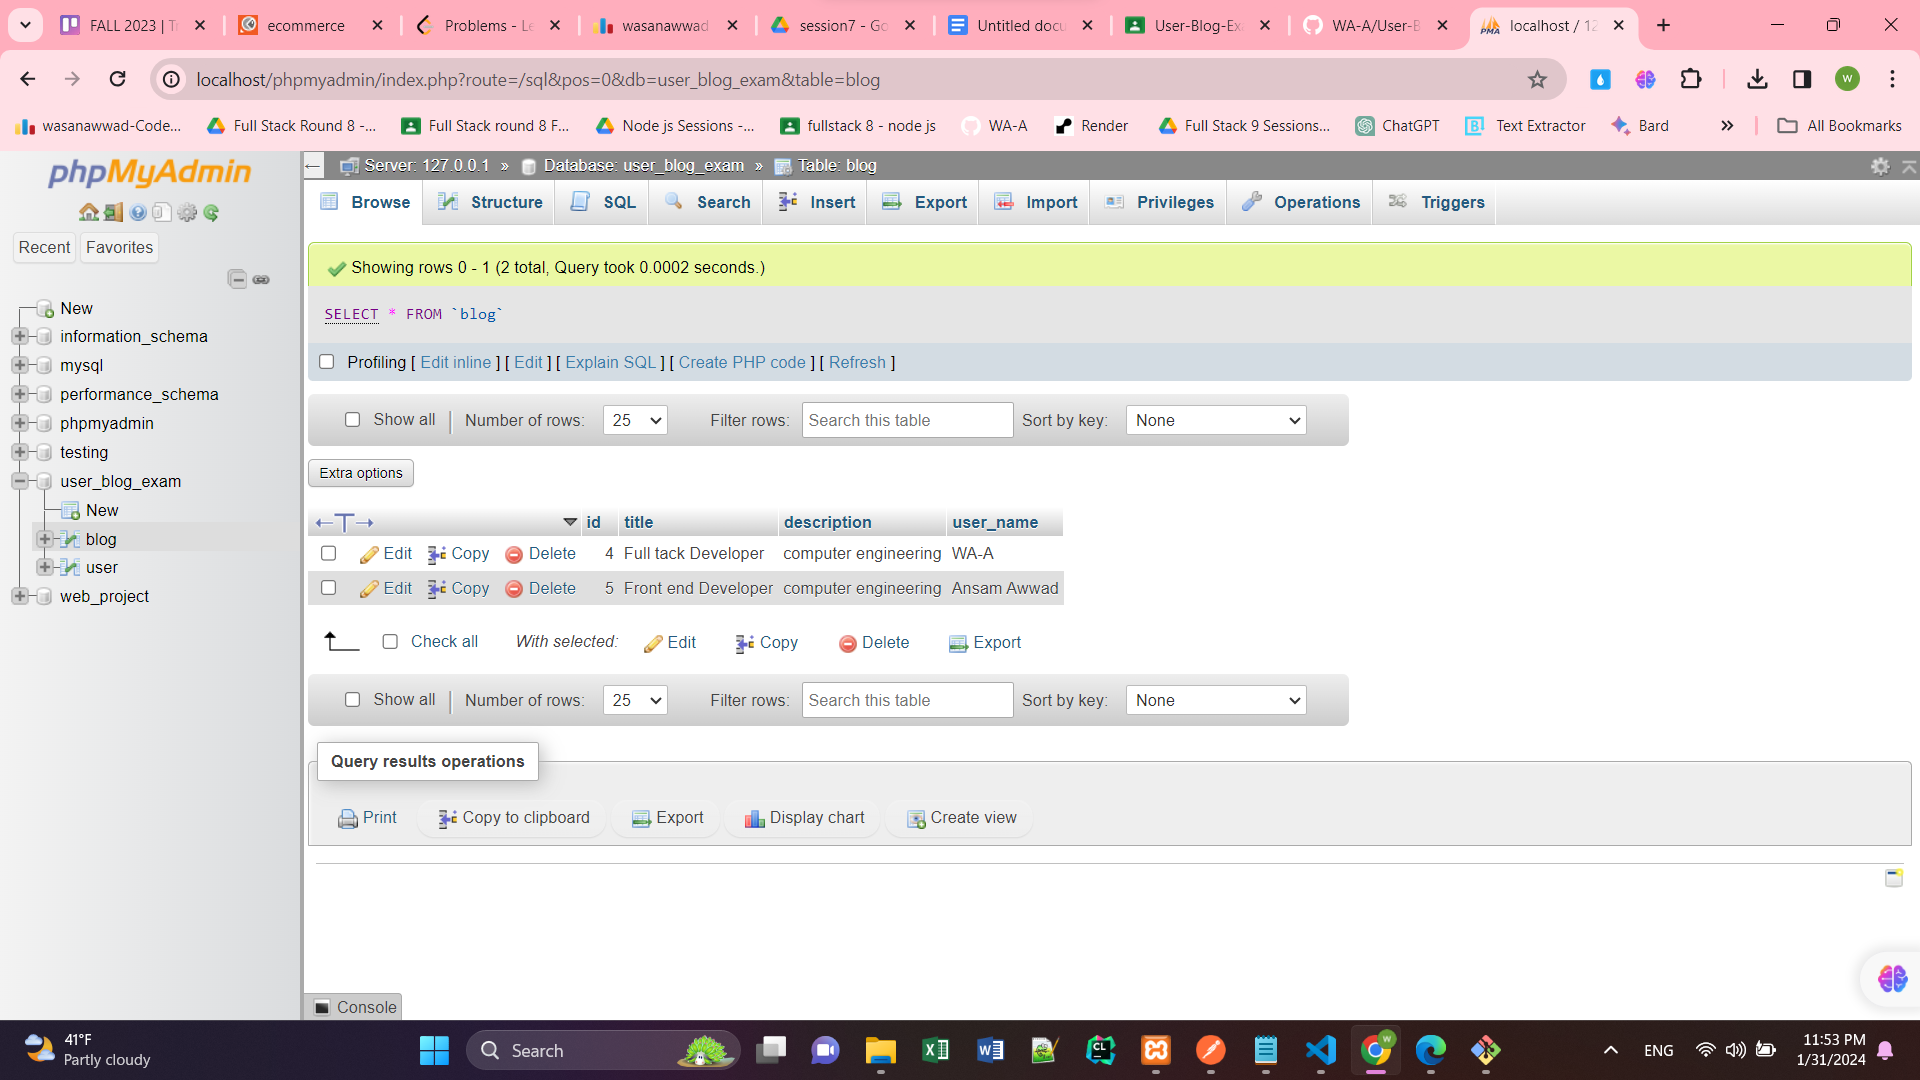 FALL 2023 | Tr
ecommerce
Problems - Le
wasanawwad
session7 - Go
Untitled docu
User-Blog-Ex
WA-A/User-B
localhost / 12
localhost/phpmyadmin/index.php?route=/sql&pos=0&db=user_blog_exam&table=blog
W
wasanawwad-Code...
Full Stack Round 8 -...
Full Stack round 8 F...
Node js Sessions -...
fullstack 8 - node js
WA-A
Render
Full Stack 9 Sessions...
ChatGPT
Text Extractor
Bard
All Bookmarks
phpMyAdmin
Recent
Favorites
New
information_schema
mysql
performance_schema
phpmyadmin
testing
user_blog_exam
New
blog
user
web_project
Server: 127.0.0.1 » Database: user_blog_exam » Table: blog
Browse
Structure
SQL
Search
Insert
Export
Import
Privileges
Operations
Triggers
Showing rows 0 - 1 (2 total, Query took 0.0002 seconds.)
SELECT * FROM `blog`
Profiling [ Edit inline ] [ Edit ] [ Explain SQL ] [ Create PHP code ] [ Refresh ]
Show all | Number of rows: 25 Filter rows: Search this table Sort by key: None
Extra options
id title description user_name
Edit Copy Delete 4 Full tack Developer computer engineering WA-A
Edit Copy Delete 5 Front end Developer computer engineering Ansam Awwad
Check all With selected: Edit Copy Delete Export
Show all | Number of rows: 25 Filter rows: Search this table Sort by key: None
Query results operations
Print Copy to clipboard Export Display chart Create view
Console
41°F
Partly cloudy
Search
ENG
11:53 PM
1/31/2024